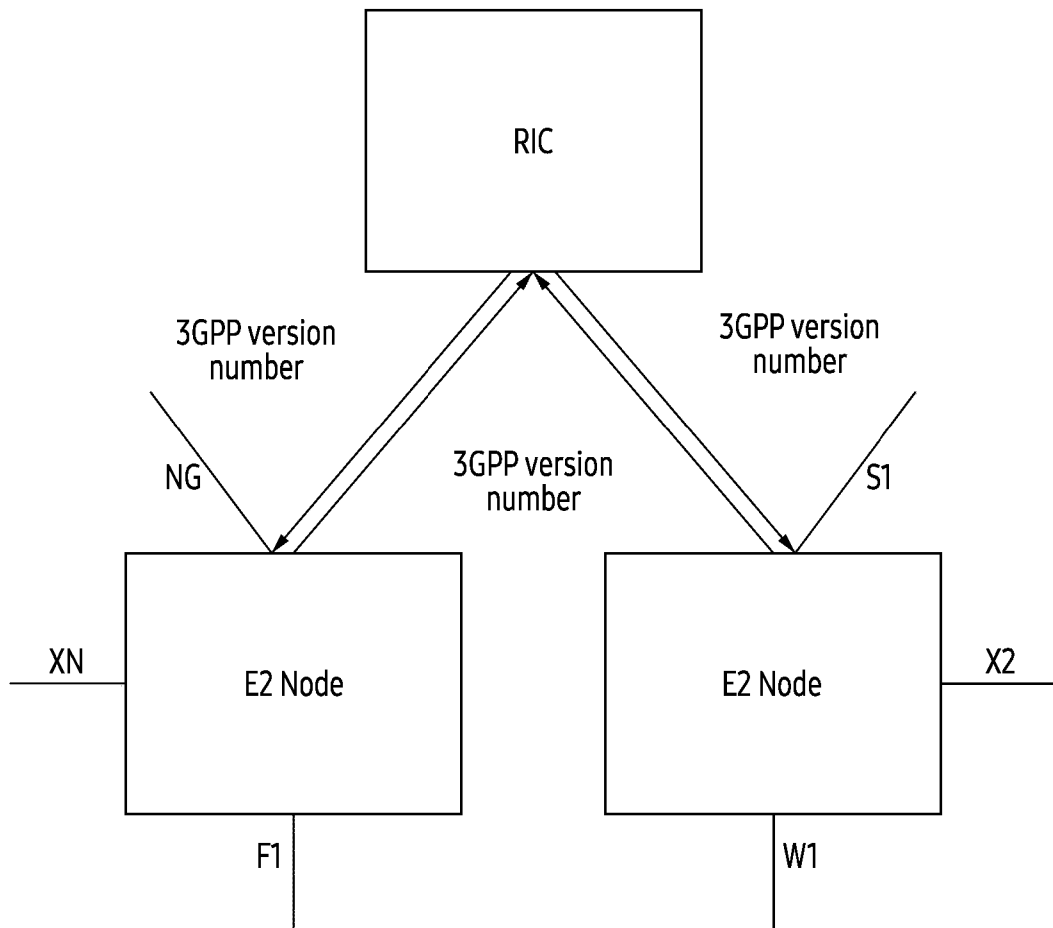 RIC
3GPP version
number
3GPP version
number
3GPP version
number
NG
S1
XN
E2 Node
E2 Node
X2
F1
W1